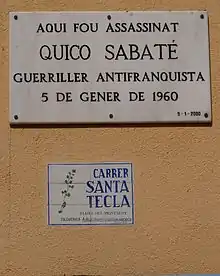 AQUI FOU ASSASSINAT
QUICO SABATÉ
GUERRILLER ANTIFRANQUISTA
5 DE GENER DE 1960
5-1-2000
CARRER
SANTA
TECLA